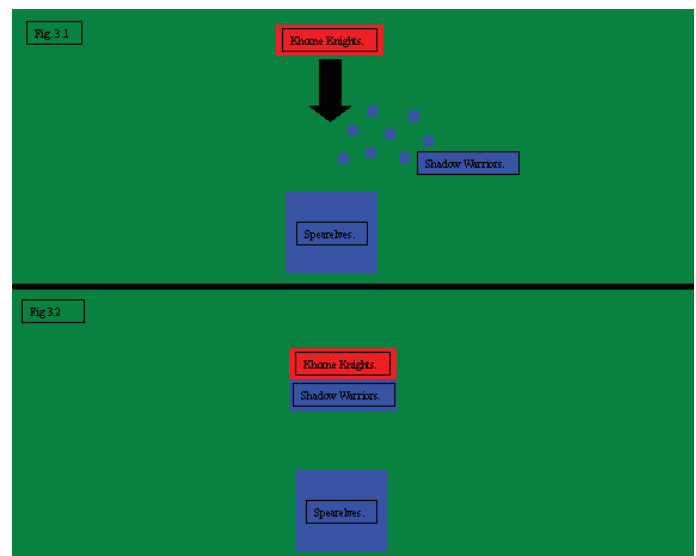 Fig. 3.1
Khorne Knights.
Shadow Warriors.
Spearelves.
Fig 3.2
Khorne Knights.
Shadow Warriors.
Spearelves.